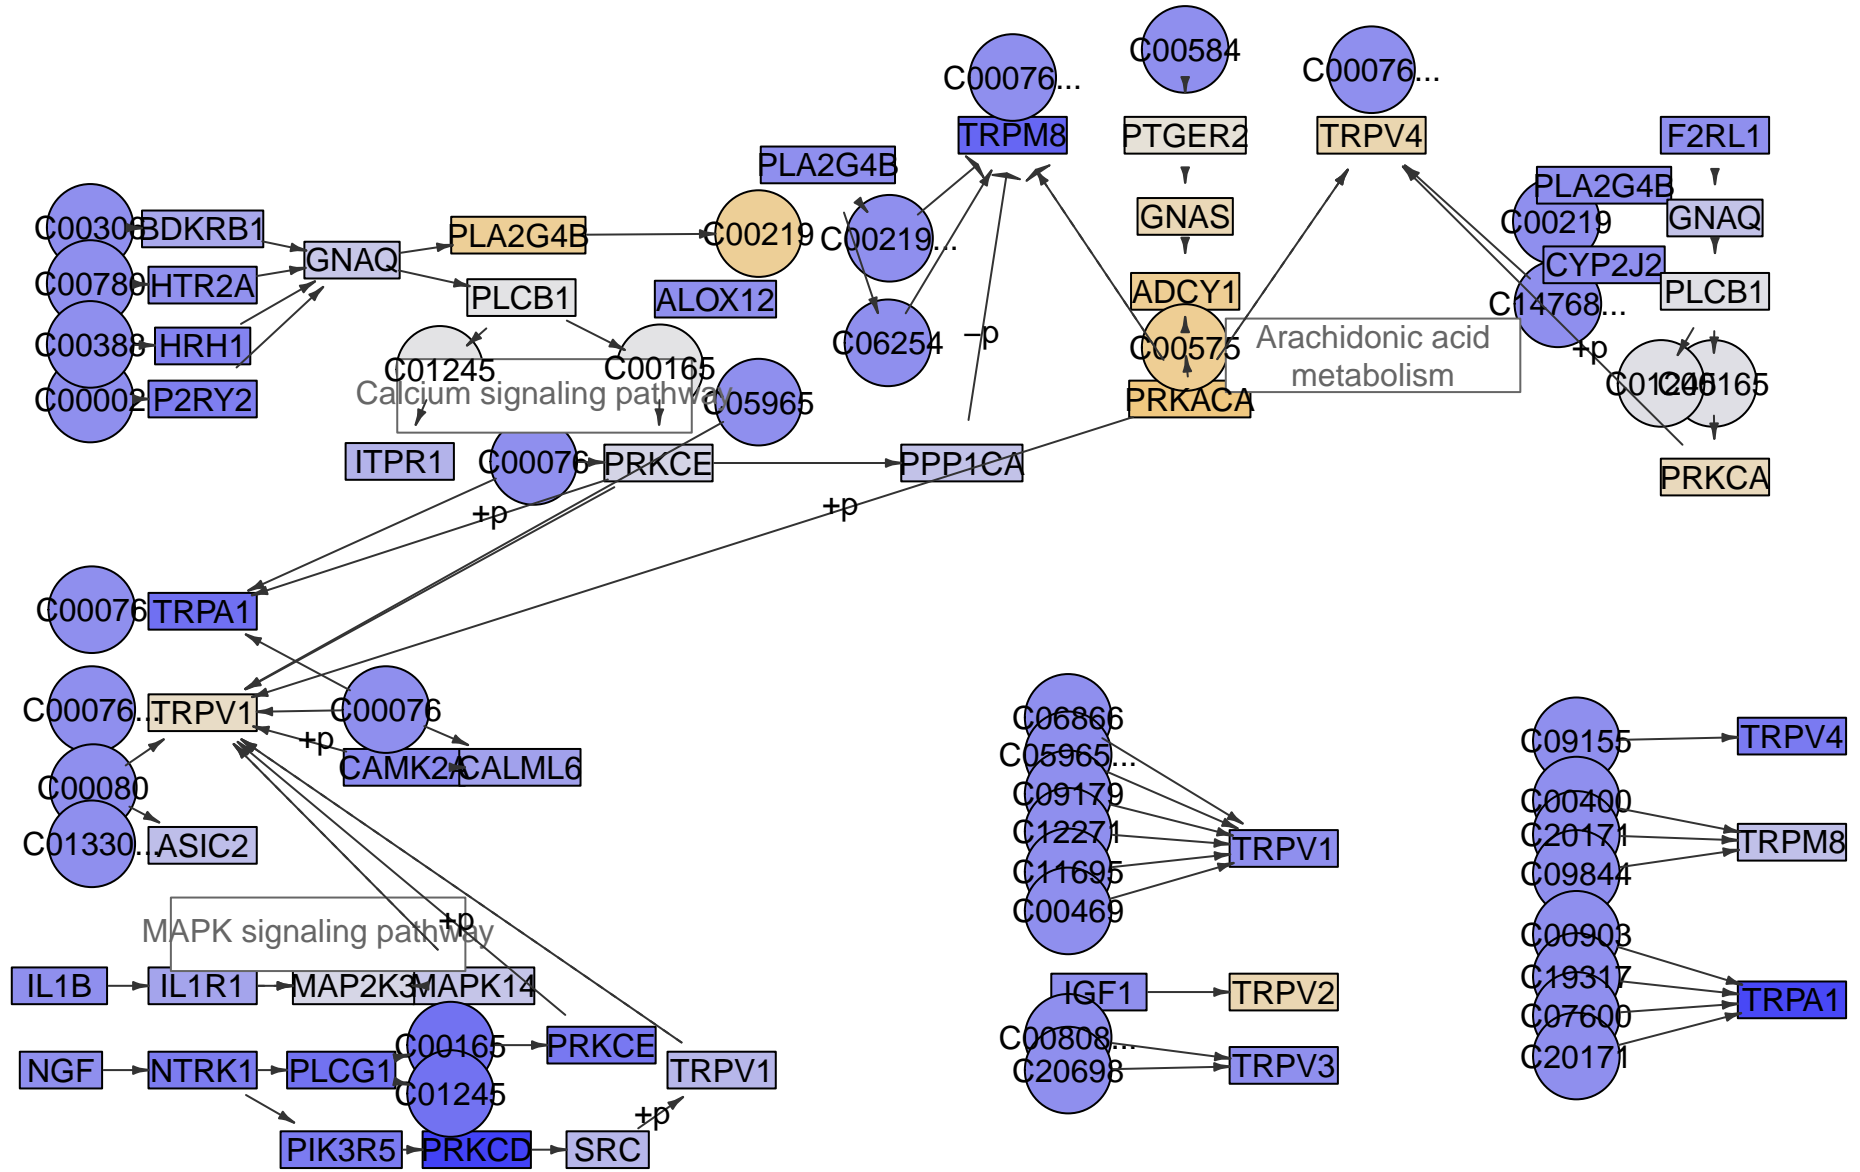 C00584
C00076...
C00076...
TRPM8
PTGER2
TRPV4
F2RL1
PLA2G4B
PLA2G4B
BDKRB1
PLA2G4B
C00219
C00219...
GNAS
C00219
GNAQ
GNAQ
CYP2J2
C00780
HTR2A
PLCB1
ALOX12
ADCY1
C14768...
PLCB1
C00388
HRH1
C06254
–p
C00575
Arachidonic acid
metabolism
+p
C01245
C00165
Calcium signaling pathway
C00002
P2RY2
C05965
PRKACA
C01245
C00165
ITPR1
C00076
PRKCE
PPP1CA
PRKCA
+p
+p
C00076
TRPA1
C00076...
TRPV1
C00076
+p
CAMK2A
CALML6
C00080
C01330...
ASIC2
C06866
C05965...
C09179
C12271
C11695
C00469
TRPV1
C09155
TRPV4
C00400
C20171
C09844
TRPM8
MAPK signaling pathway
+p
IL1B
IL1R1
MAP2K3
MAPK14
IGF1
TRPV2
C00903
C19317
C07600
C20171
TRPA1
C00808...
C20698
TRPV3
NGF
NTRK1
PLCG1
C00165
C01245
PRKCE
TRPV1
+p
PIK3R5
PRKCD
SRC